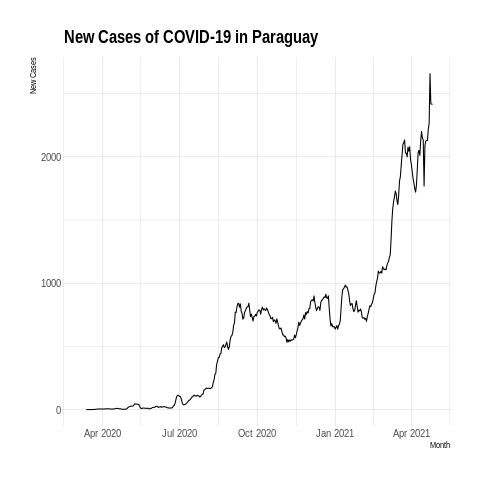 New Cases of COVID-19 in Paraguay
New Cases
2000
1000
0
Apr 2020 Jul 2020 Oct 2020 Jan 2021 Apr 2021
Month